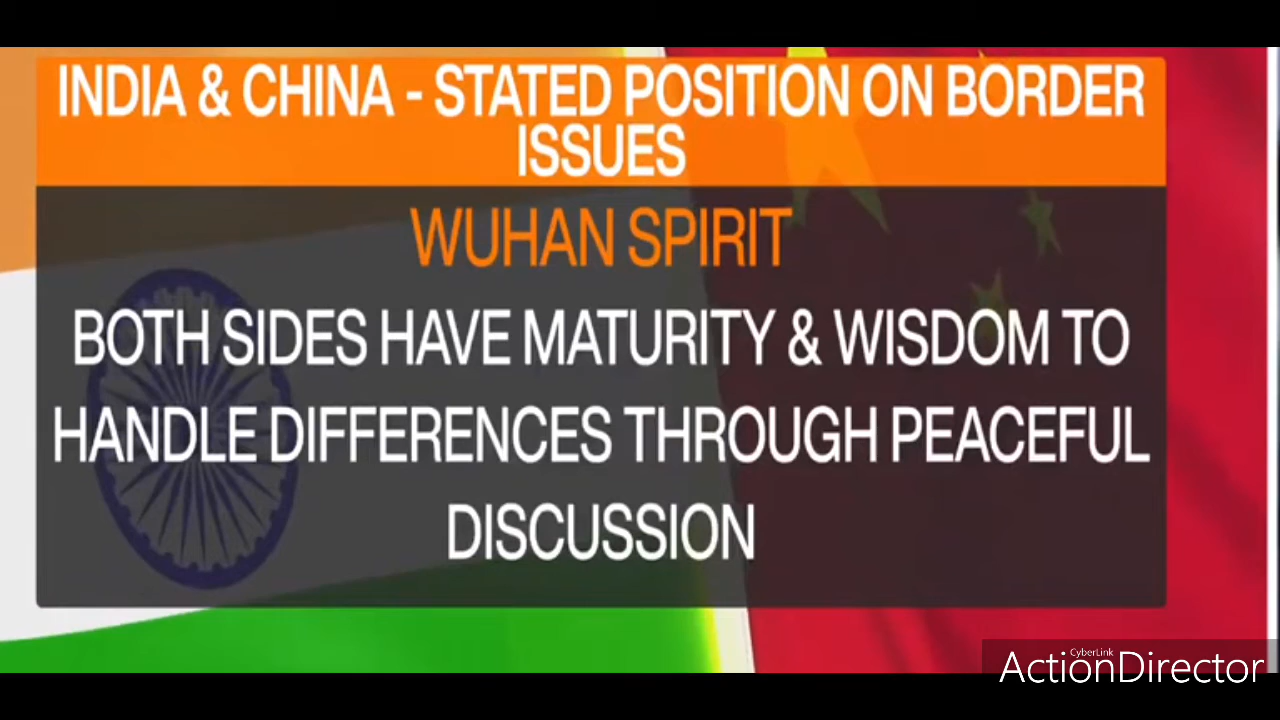 INDIA & CHINA - STATED POSITION ON BORDER
ISSUES
WUHAN SPIRIT
BOTH SIDES HAVE MATURITY & WISDOM TO
HANDLE DIFFERENCES THROUGH PEACEFUL
DISCUSSION
CyberLink
ActionDirector